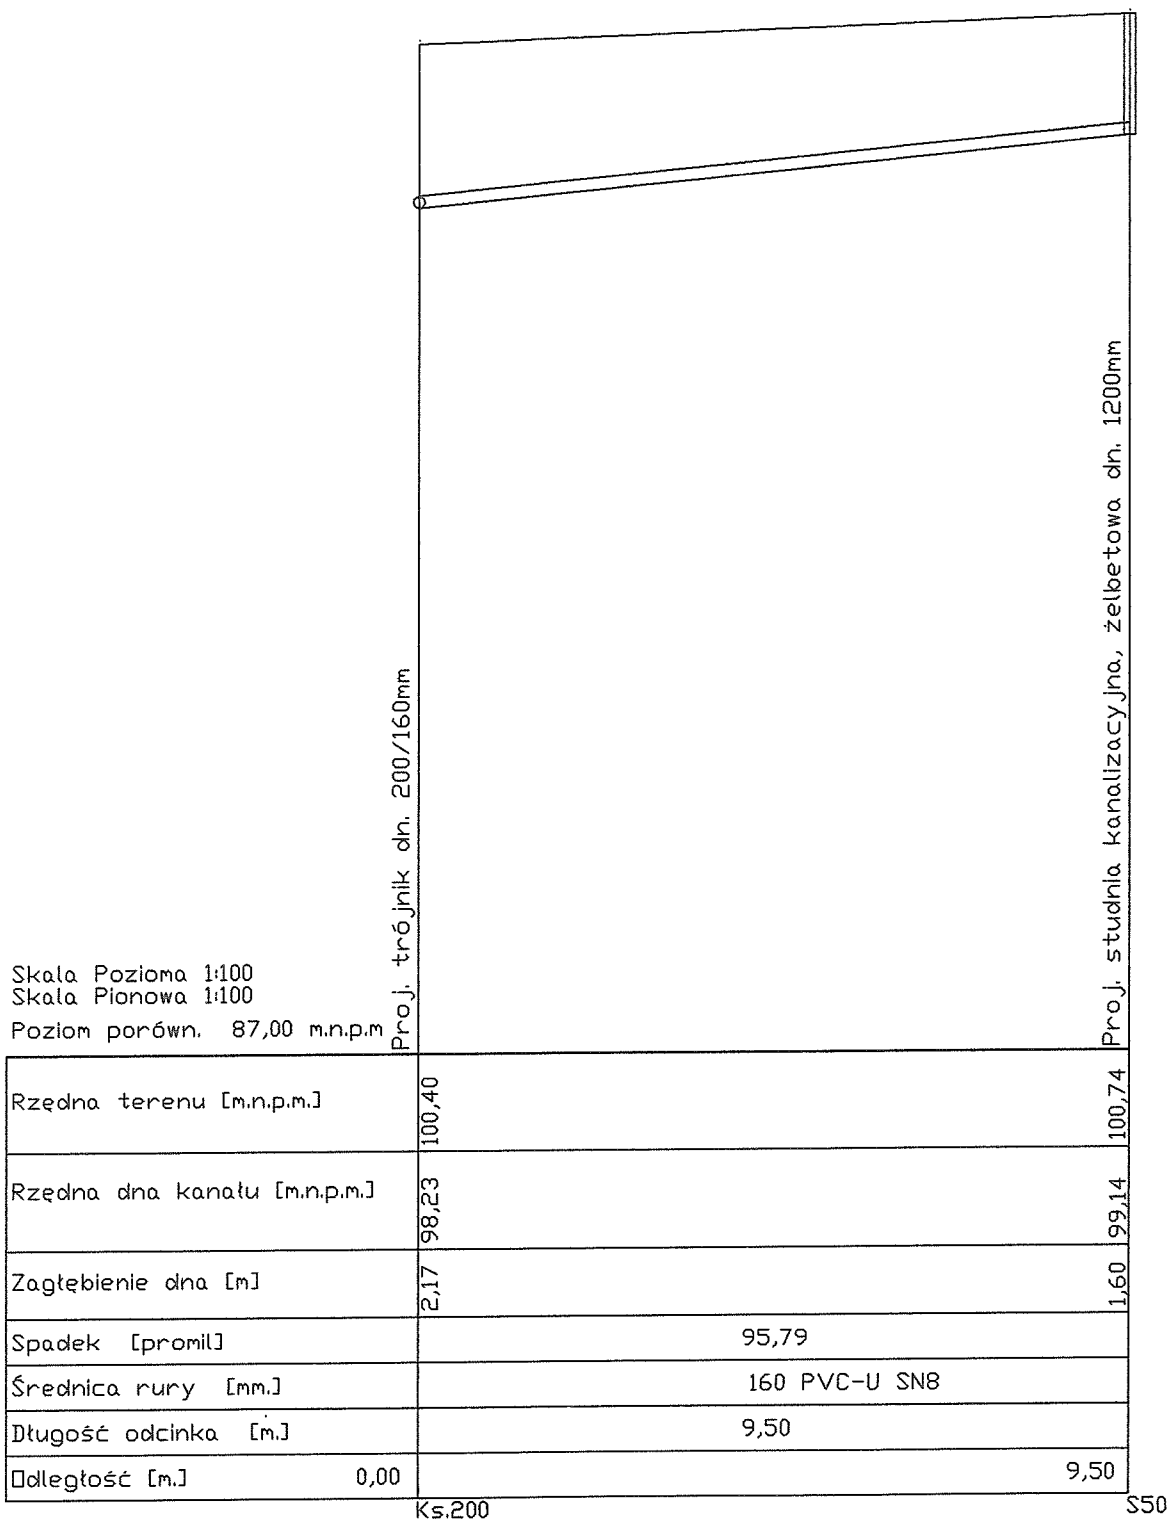 Proj. trójnik dn. 200/160mm
Proj. studnia kanalizacyjna, żelbetowa dn. 1200mm
Skala Pozioma 1:100
Skala Pionowa 1:100
Poziom porówn. 87,00 m.n.p.m
Rzędna terenu [m.n.p.m.] 100,40 100,74
Rzędna dna kanału [m.n.p.m.] 98,23 99,14
Zagłębienie dna [m] 2,17 1,60
Spadek [promil] 95,79
Średnica rury [mm.] 160 PVC-U SN8
Długość odcinka [m.] 9,50
Odległość [m.] 0,00 9,50
Ks.200 S50